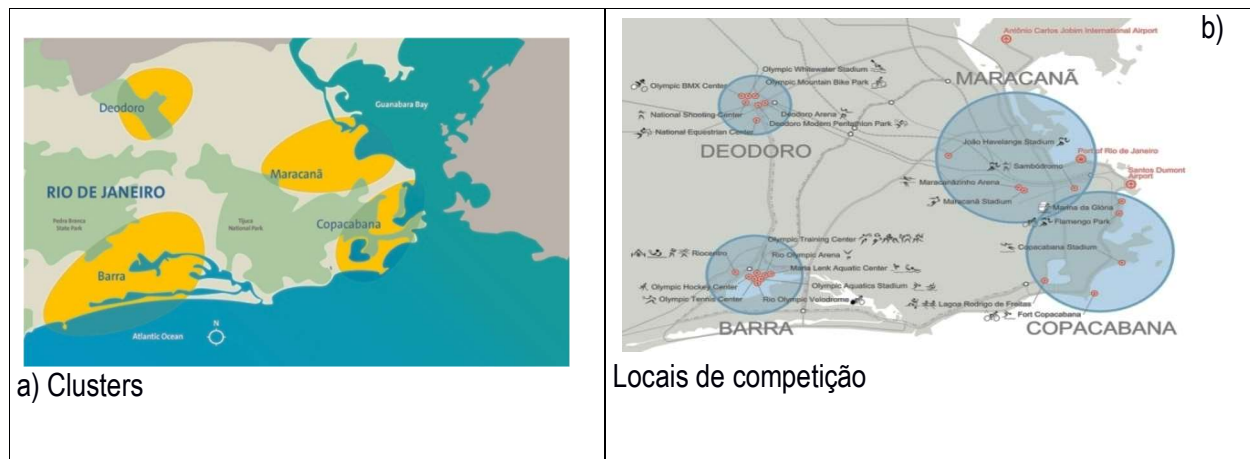 Deodoro
Guanabara Bay
Maracanã
RIO DE JANEIRO
Copacabana
Pedra Branca
State Park
Tijuca
National Park
Barra
N
Atlantic Ocean
a) Clusters
b)
Antônio Carlos Jobim International Airport
MARACANÃ
Olympic Whitewater Stadium
Olympic Mountain Bike Park
Olympic BMX Center
National Shooting Center
Deodoro Arena
Deodoro Modern Pentathlon Park
National Equestrian Center
DEODORO
João Havelange Stadium
Port of Rio de Janeiro
Sambódromo
Santos Dumont
Airport
Maracanãzinho Arena
Maracanã Stadium
Marina da Glória
Flamengo Park
Copacabana Stadium
Olympic Training Center
Riocentro
Rio Olympic Arena
Maria Lenk Aquatic Center
Olympic Hockey Center
Olympic Aquatics Stadium
Olympic Tennis Center
Rio Olympic Velodrome
Lagoa Rodrigo de Freitas
Fort Copacabana
BARRA
COPACABANA
Locais de competição